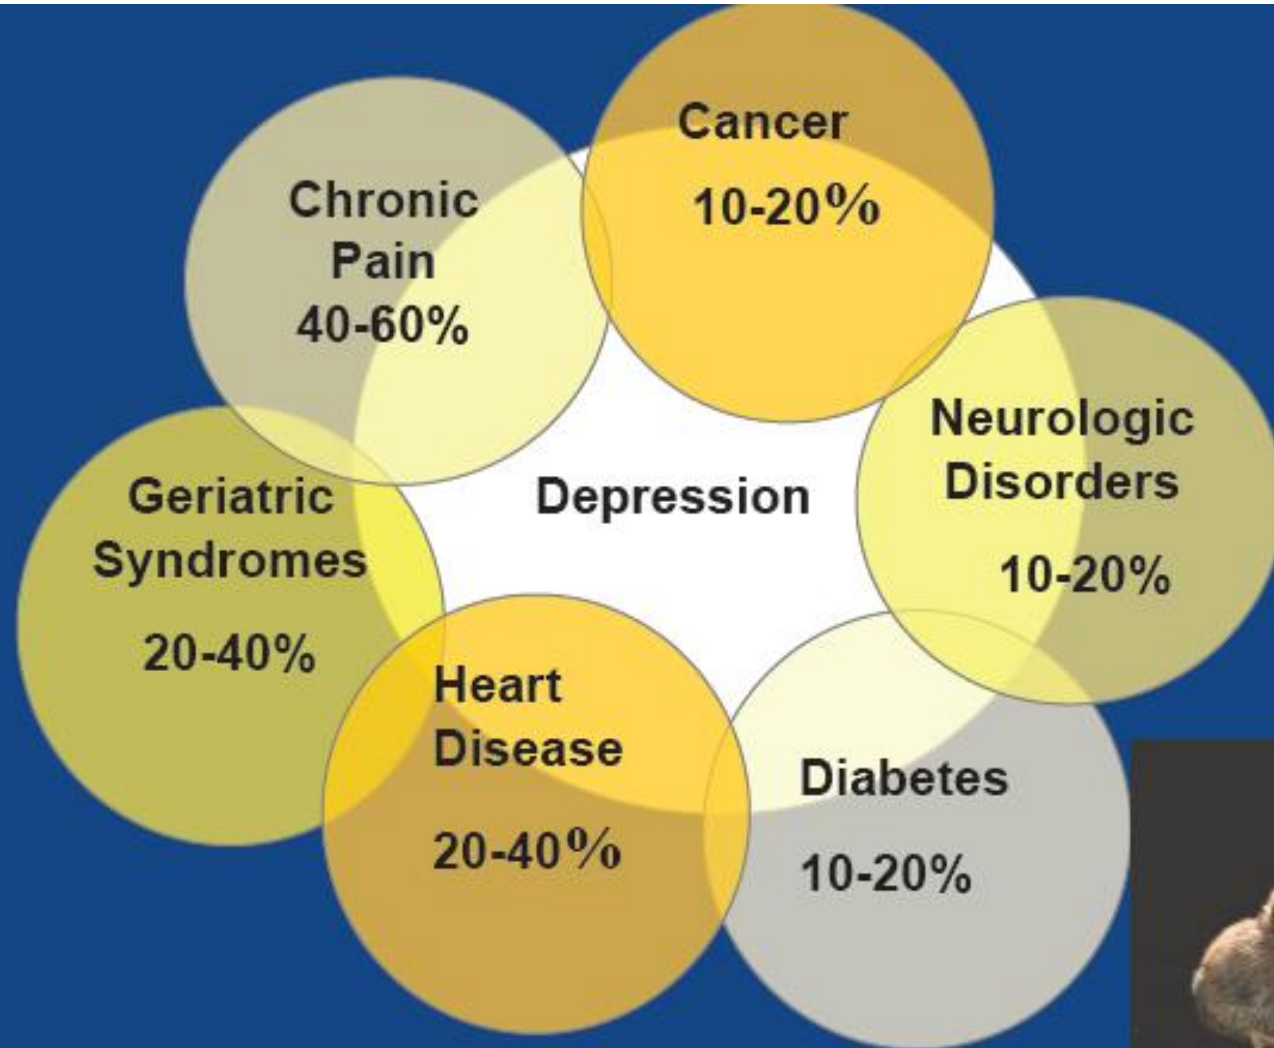 Cancer
10-20%
Chronic
Pain
40-60%
Neurologic
Disorders
10-20%
Depression
Geriatric
Syndromes
20-40%
Heart
Disease
20-40%
Diabetes
10-20%